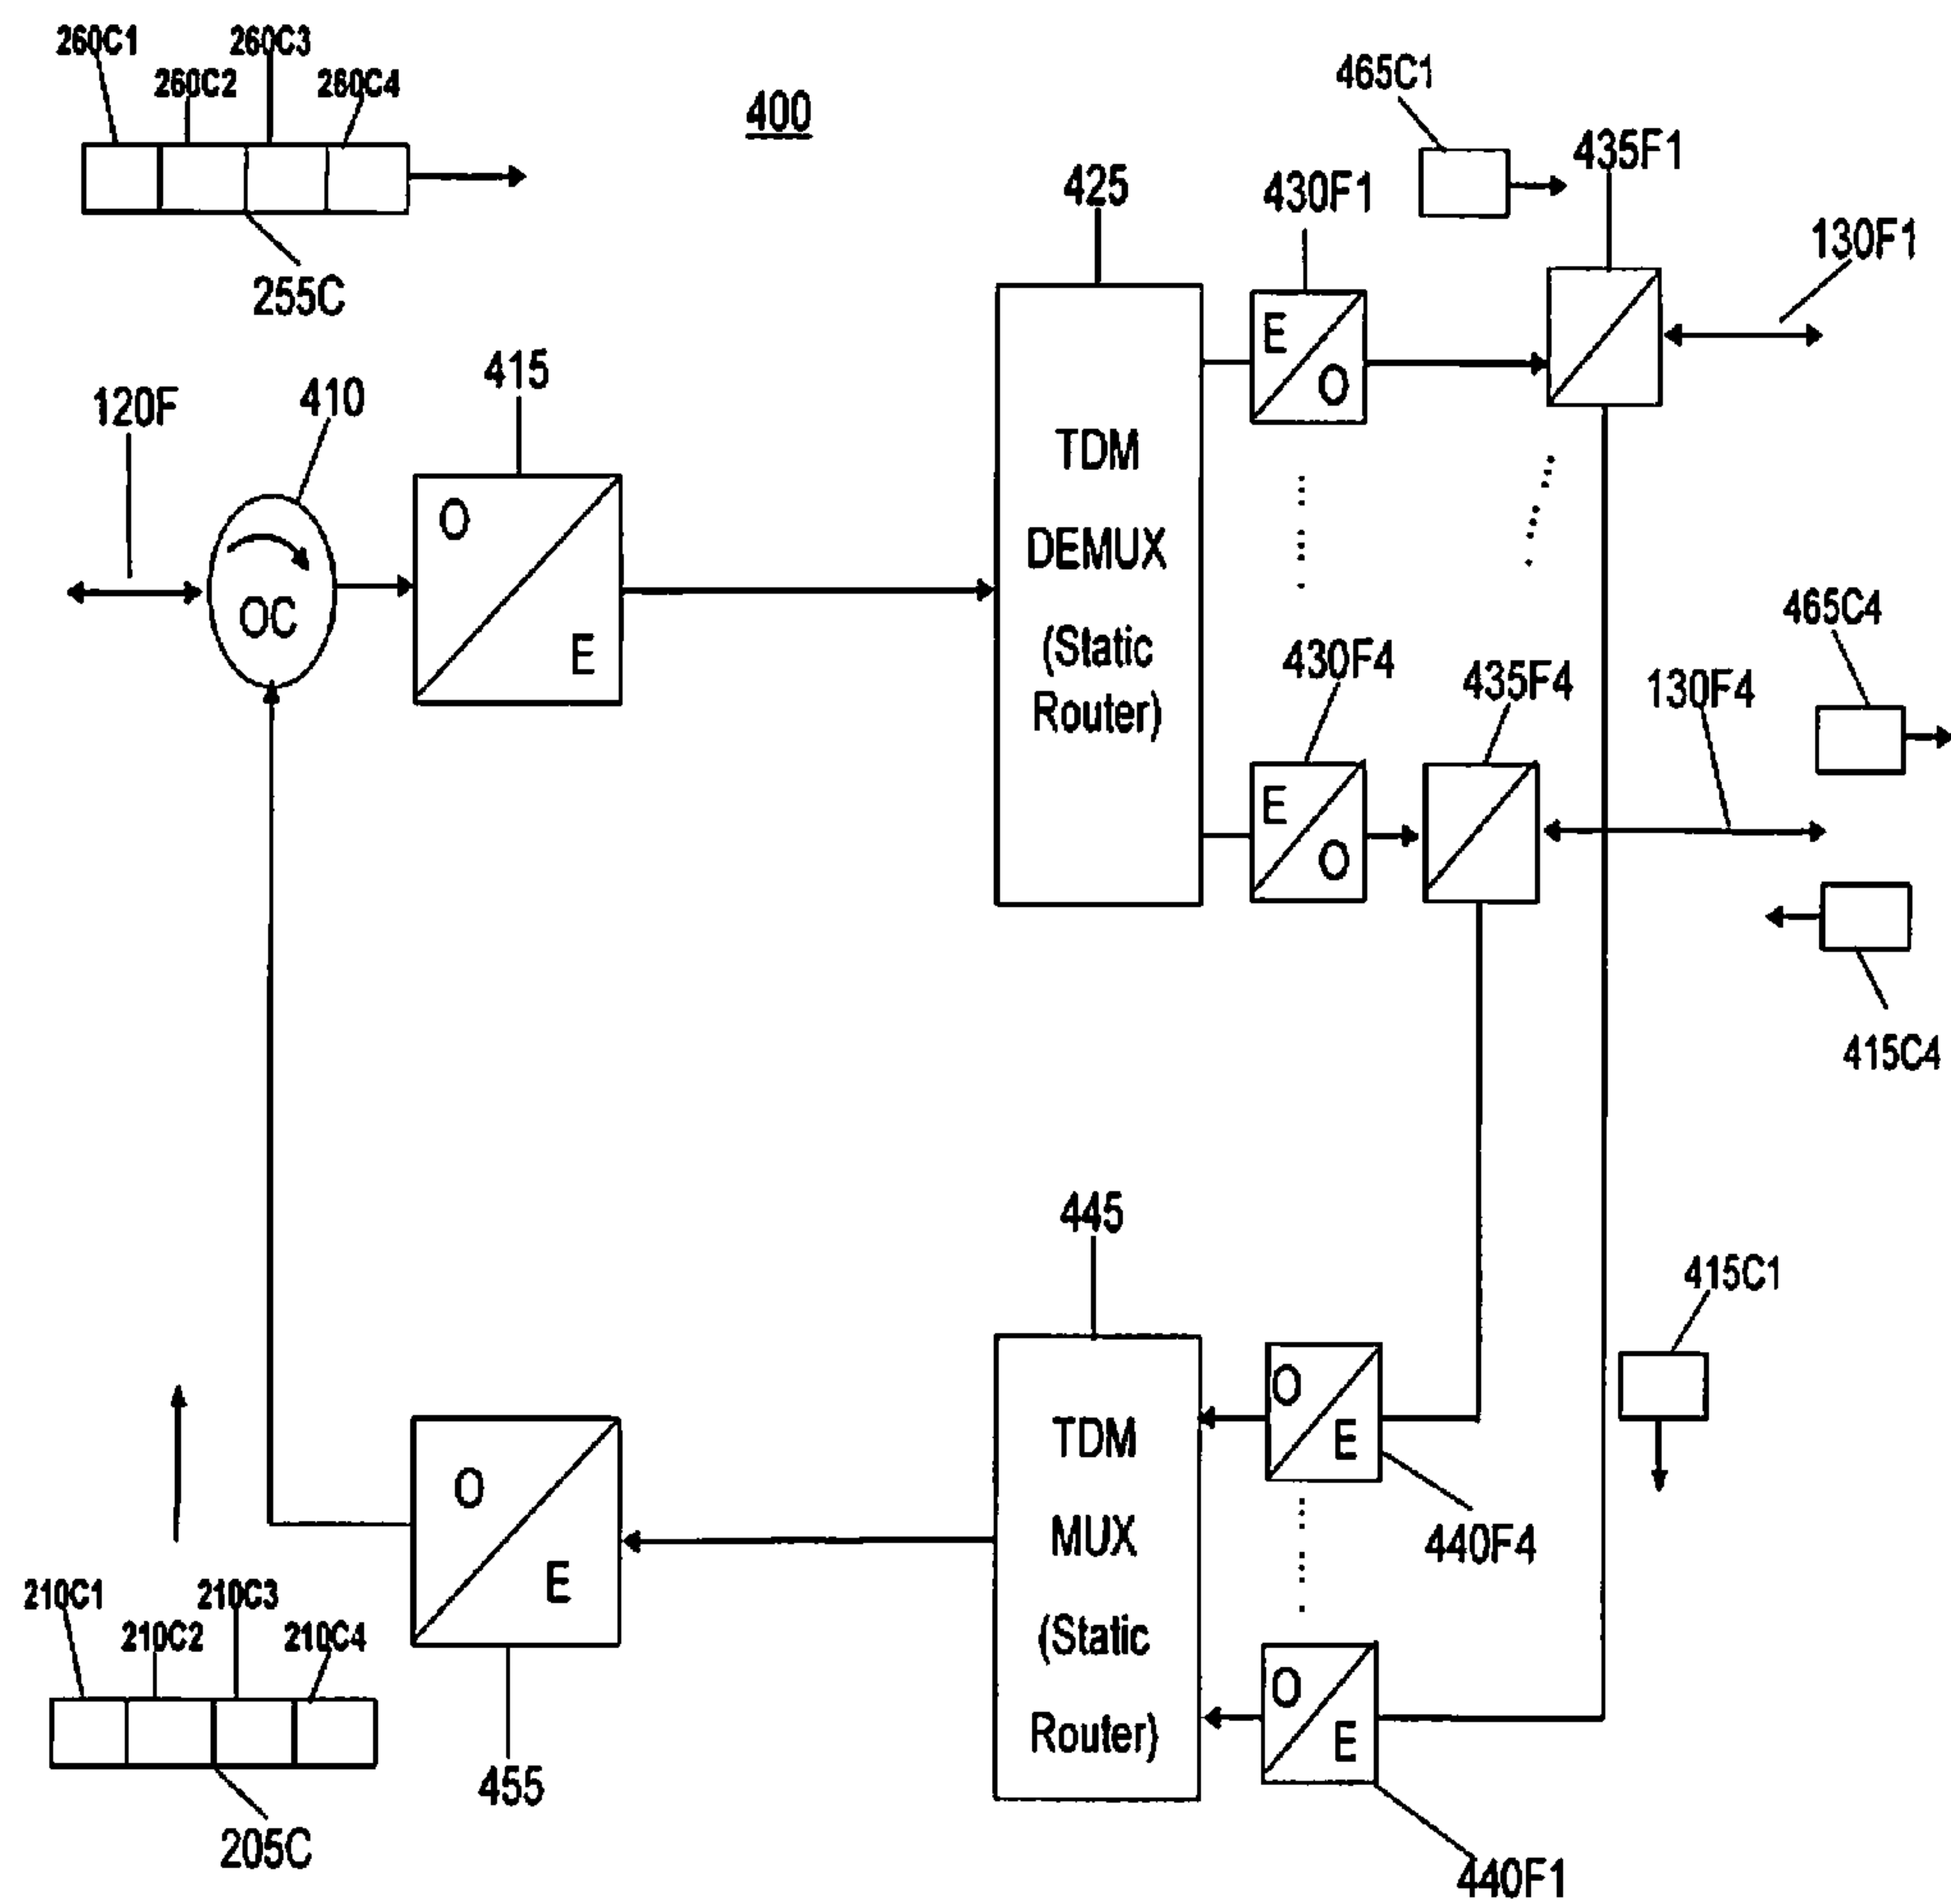 260C1
260C3
260C2
260C4
400
465C1
435F1
425
430F1
130F1
255C
415
120F
410
E
O
TDM
DEMUX
(Static
Router)
O
E
OC
465C4
430F4
435F4
130F4
E
O
415C4
445
415C1
O
E
TDM
MUX
(Static
Router)
O
E
440F4
210C1
210C3
210C2
210C4
O
E
455
205C
440F1